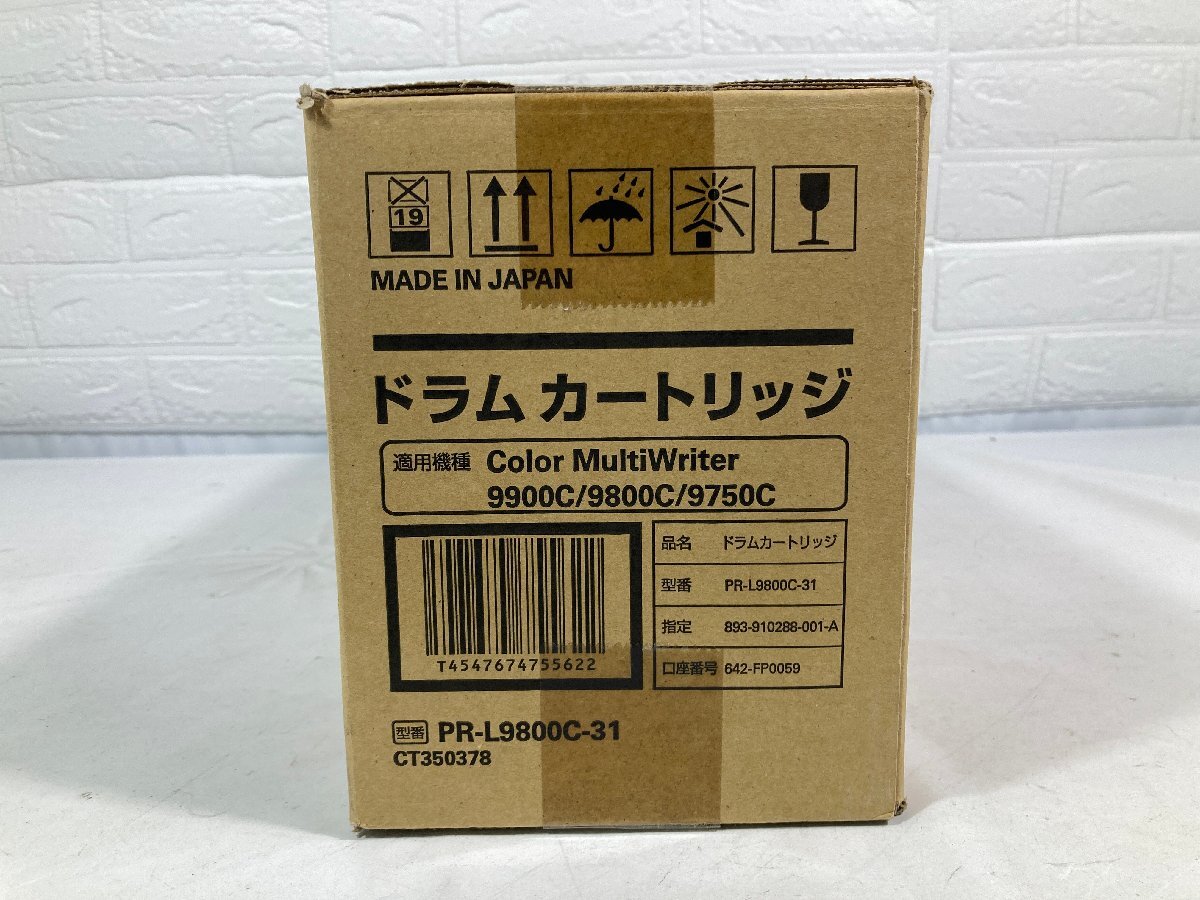 19
MADE IN JAPAN
ドラム カートリッジ
適用機種 Color MultiWriter
9900C/9800C/9750C
品名 ドラムカートリッジ
型番 PR-L9800C-31
指定 893-910288-001-A
口座番号 642-FP0059
T4547674755622
型番 PR-L9800C-31
CT350378